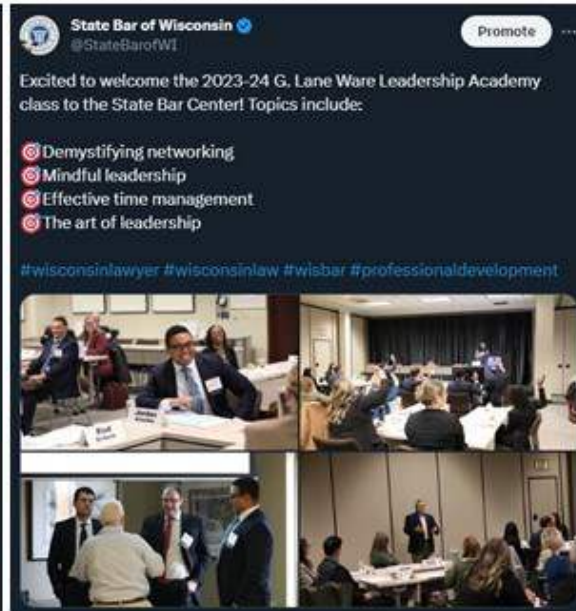 State Bar of Wisconsin
@StateBarofWI
Promote
Excited to welcome the 2023-24 G. Lane Ware Leadership Academy
class to the State Bar Center! Topics include:
Demystifying networking
Mindful leadership
Effective time management
The art of leadership
#wisconsinlawyer #wisconsinlaw #wisbar #professionaldevelopment